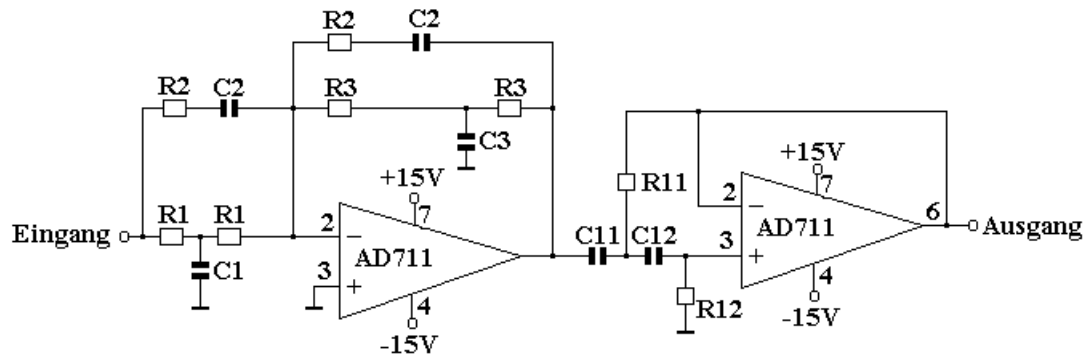 R2 C2
R2 C2 R3 R3
C3
+15V +15V
7 7
R11
Eingang R1 R1 2 2 6 Ausgang
AD711 C11 C12 3 AD711
C1 3
4 R12 4
-15V -15V